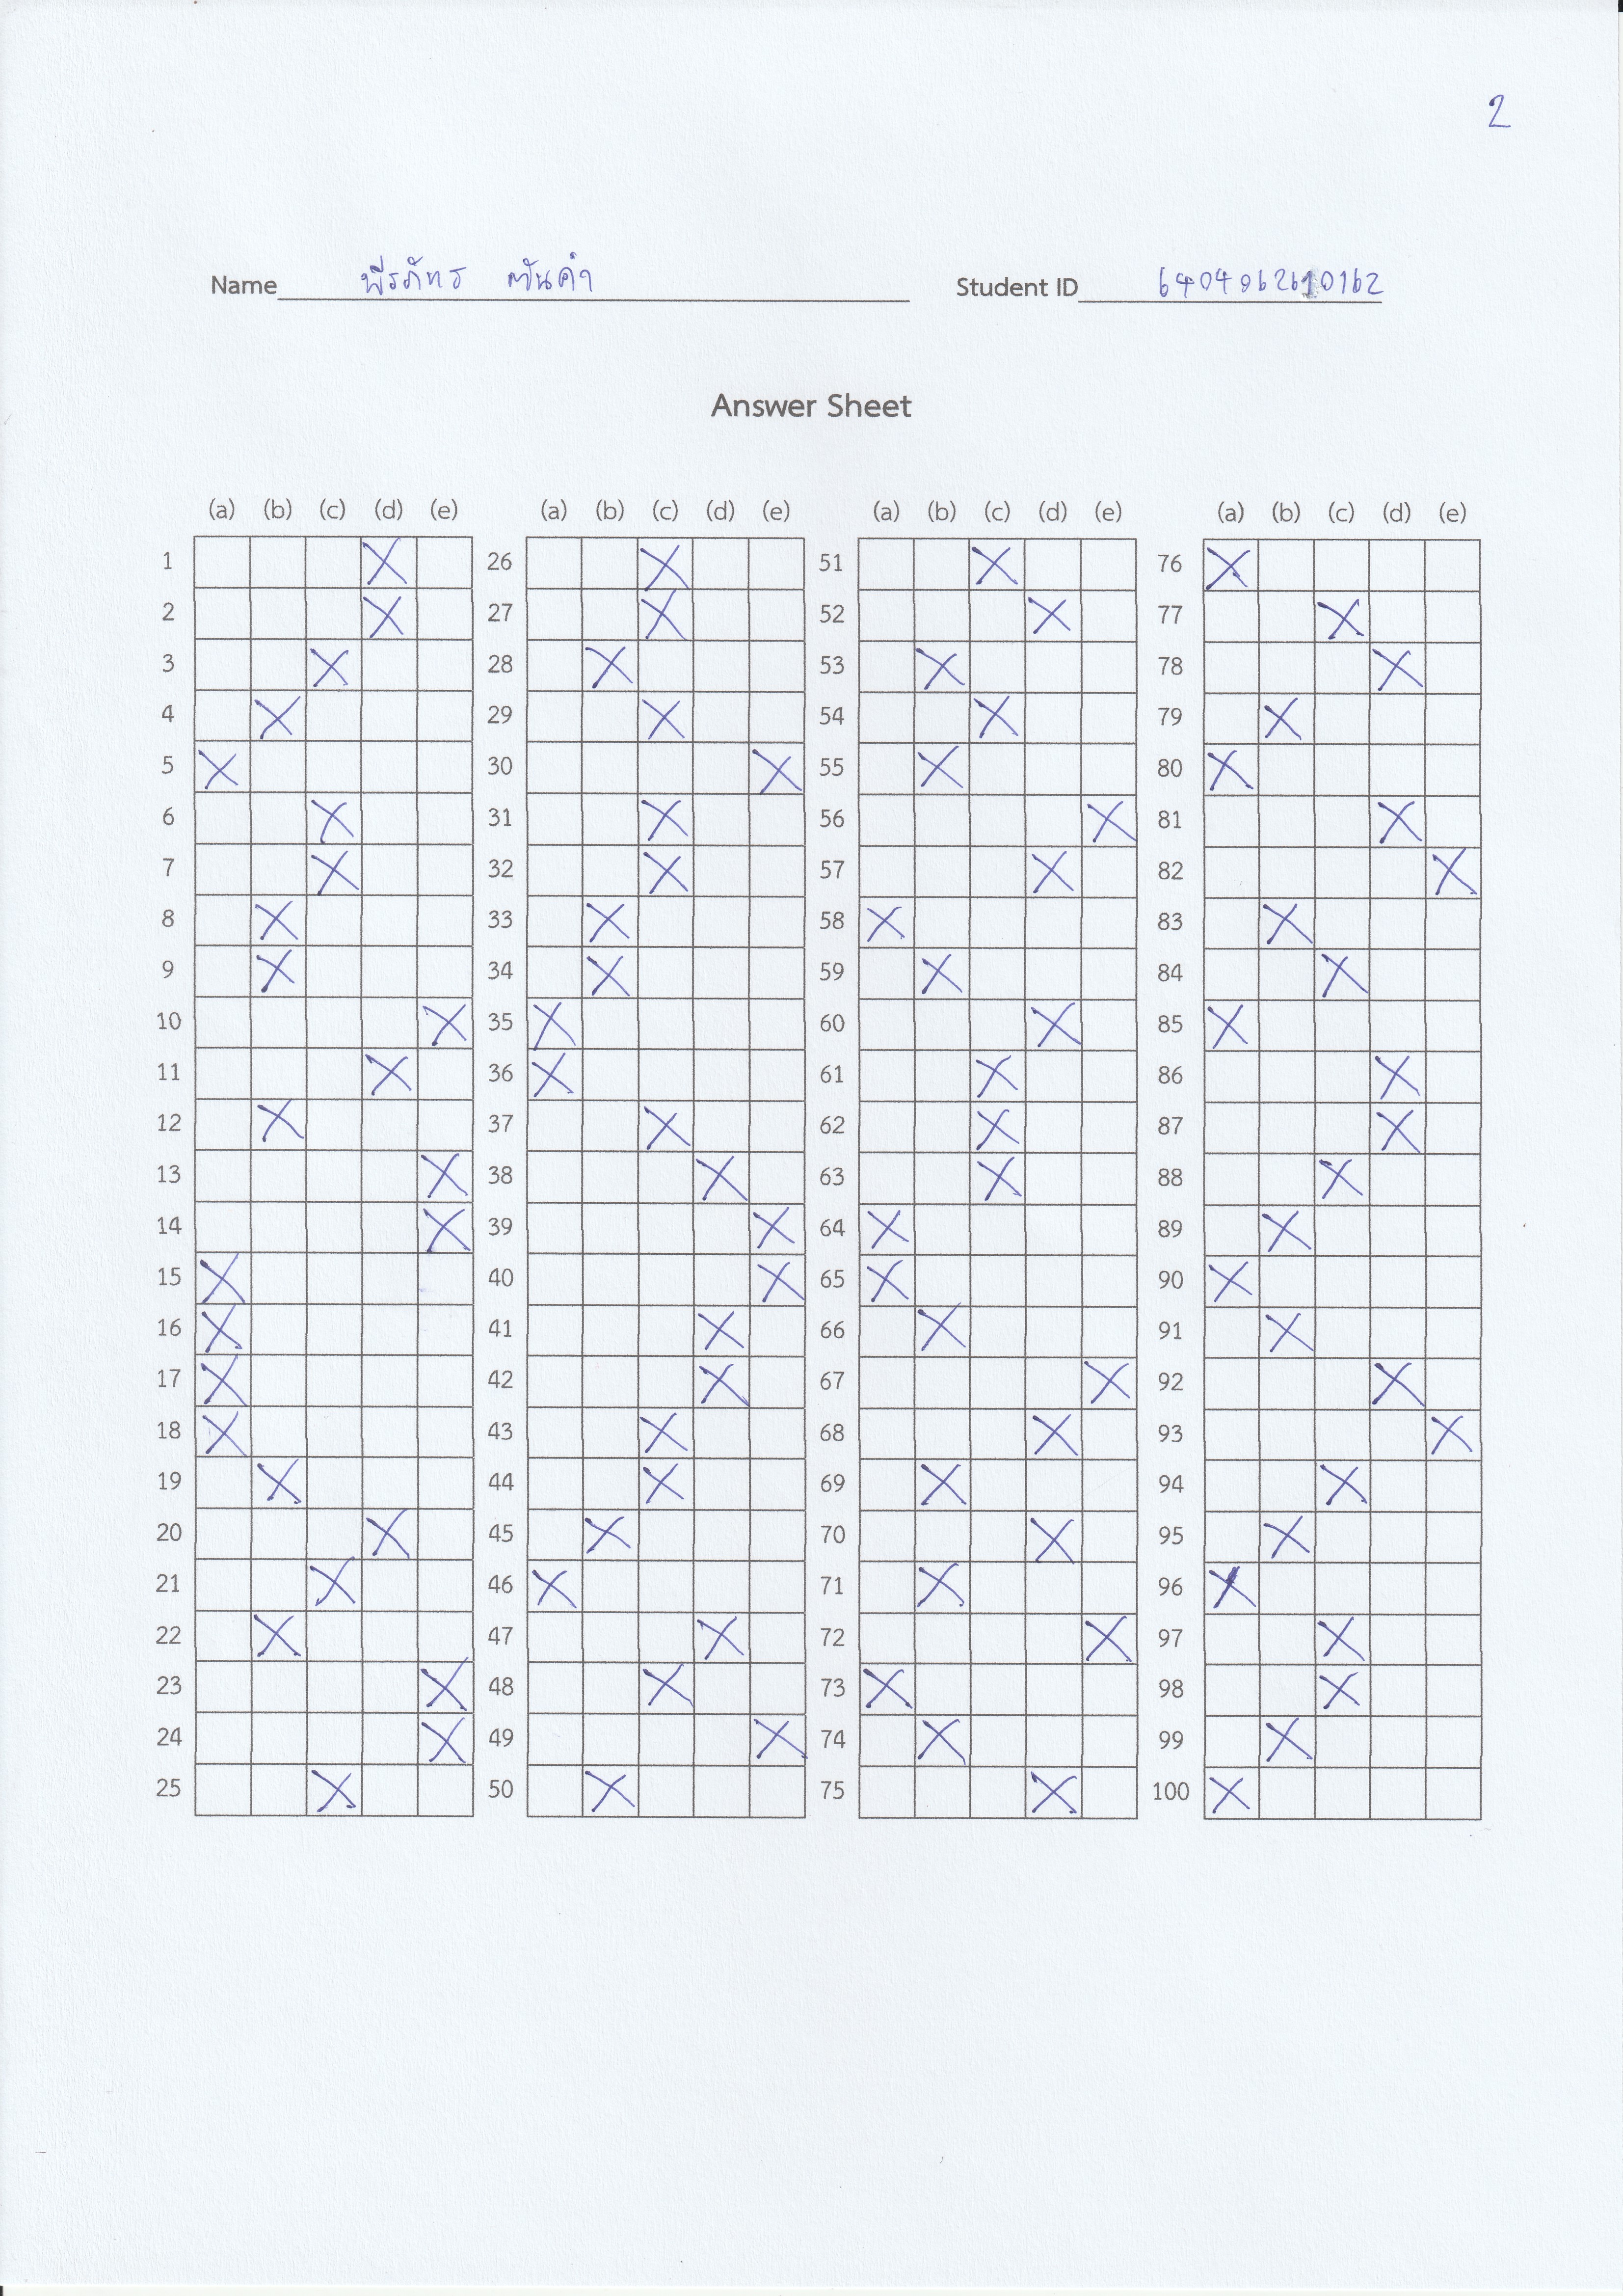 2
Name พีรภัทร ตันคำ Student ID 6404062610162
Answer Sheet
(a) (b) (c) (d) (e) (a) (b) (c) (d) (e) (a) (b) (c) (d) (e) (a) (b) (c) (d) (e)
1 26 51 76
2 27 52 77
3 28 53 78
4 29 54 79
5 30 55 80
6 31 56 81
7 32 57 82
8 33 58 83
9 34 59 84
10 35 60 85
11 36 61 86
12 37 62 87
13 38 63 88
14 39 64 89
15 40 65 90
16 41 66 91
17 42 67 92
18 43 68 93
19 44 69 94
20 45 70 95
21 46 71 96
22 47 72 97
23 48 73 98
24 49 74 99
25 50 75 100